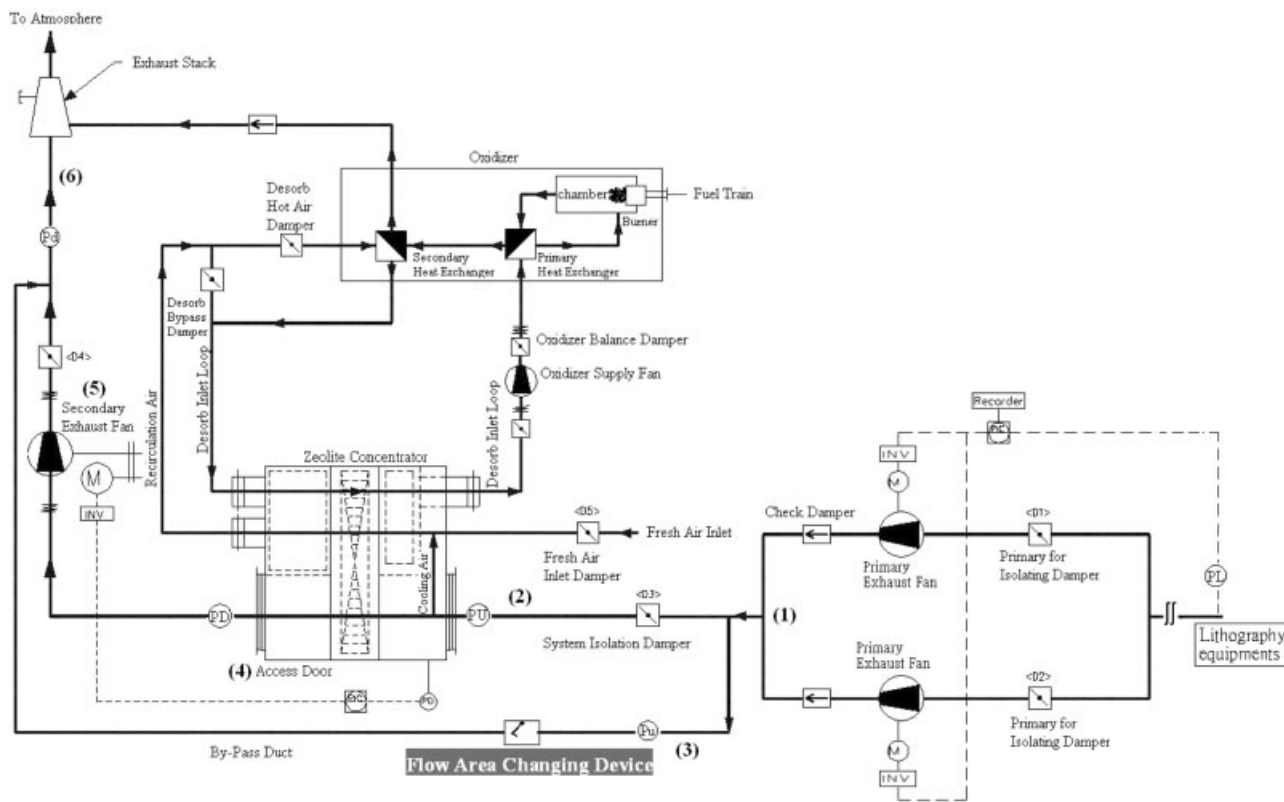 To Atmosphere
Exhaust Stack
Oxidizer
(6)
Desorb
Hot Air
Damper
chamber
Fuel Train
Burner
Pd
Secondary
Heat Exchanger
Primary
Heat Exchanger
Desorb
Bypass
Damper
Oxidizer Balance Damper
<D4>
Oxidizer Supply Fan
(5)
Secondary
Exhaust Fan
Recirculation Air
Desorb Inlet Loop
Desorb Inlet Loop
Recorder
INV
M
Zeolite Concentrator
M
INV
Check Damper
<D1>
<D5>
Fresh Air Inlet
Fresh Air
Inlet Damper
Primary
Exhaust Fan
Primary for
Isolating Damper
PL
Cooling Air
(2)
<D3>
PD
PU
(1)
System Isolation Damper
Lithography
equipments
Primary
Exhaust Fan
(4)
Access Door
<D2>
PD
Primary for
Isolating Damper
Pu
(3)
By-Pass Duct
Flow Area Changing Device
M
INV